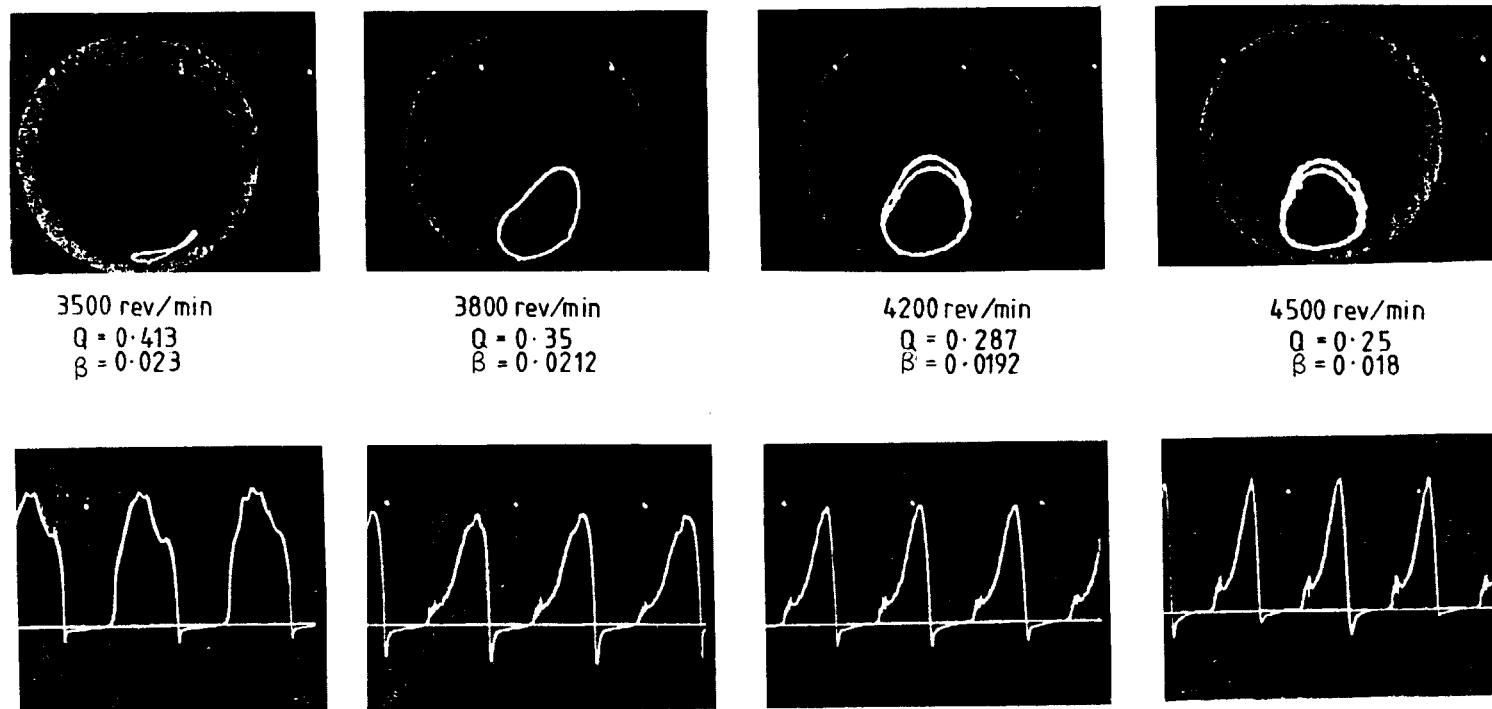 3500 rev/min
Q = 0·413
β = 0·023
3800 rev/min
Q = 0·35
β = 0·0212
4200 rev/min
Q = 0·287
β = 0·0192
4500 rev/min
Q = 0·25
β = 0·018